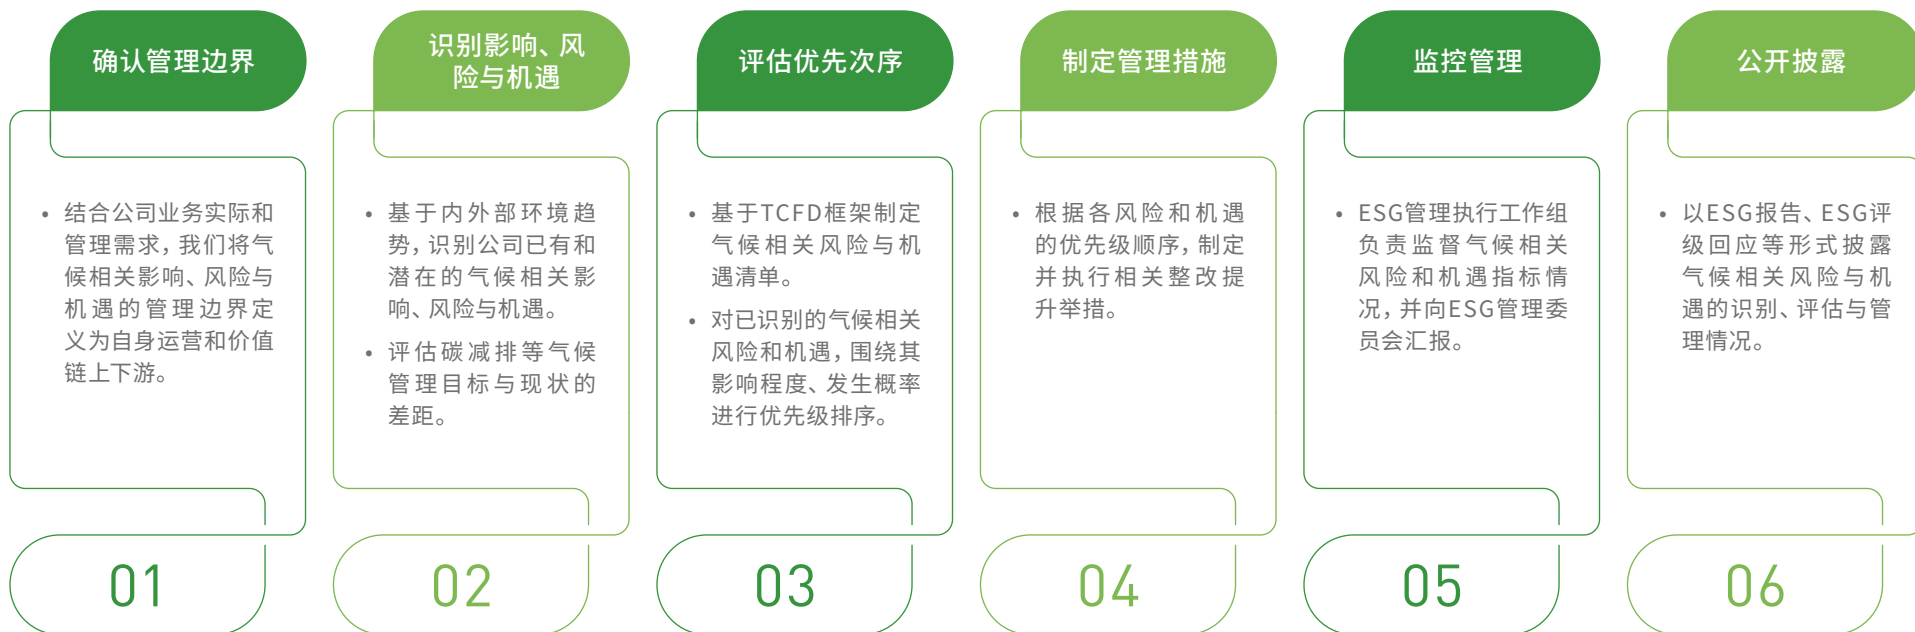 确认管理边界
• 结合公司业务实际和
管理需求，我们将气
候相关影响、风险与
机遇的管理边界定
义为自身运营和价值
链上下游。
01
识别影响、风
险与机遇
• 基于内外部环境趋
势，识别公司已有和
潜在的气候相关影
响、风险与机遇。
• 评估碳减排等气候
管理目标与现状的
差距。
02
评估优先次序
• 基于TCFD框架制定
气候相关风险与机
遇清单。
• 对已识别的气候相关
风险和机遇，围绕其
影响程度、发生概率
进行优先级排序。
03
制定管理措施
• 根据各风险和机遇
的优先级顺序，制定
并执行相关整改提
升举措。
04
监控管理
• ESG管理执行工作组
负责监督气候相关
风险和机遇指标情
况，并向ESG管理委
员会汇报。
05
公开披露
• 以ESG报告、ESG评
级回应等形式披露
气候相关风险与机
遇的识别、评估与管
理情况。
06